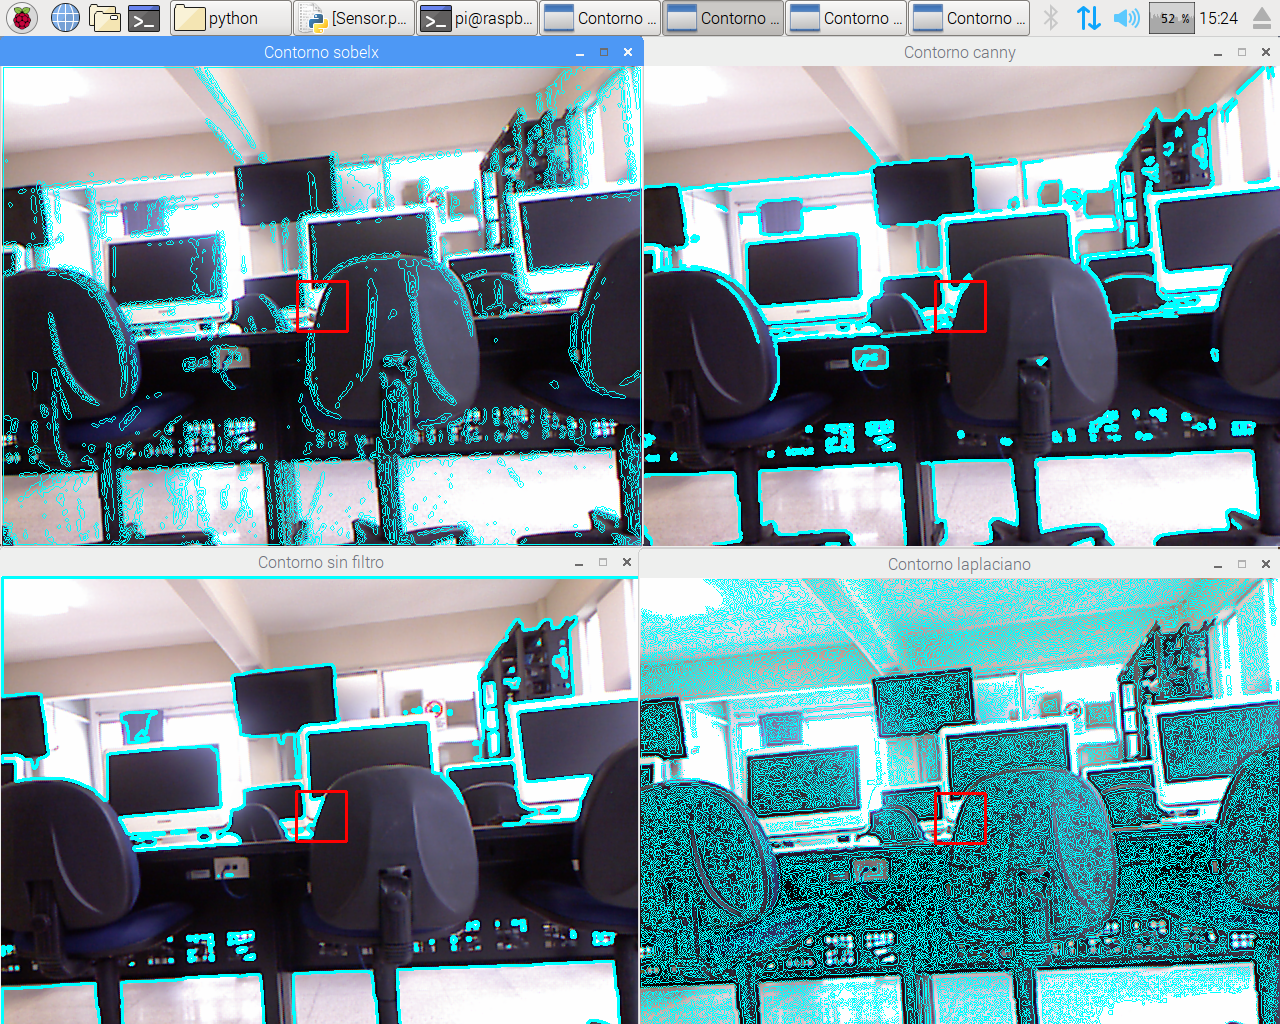 python
[Sensor.p...
pi@raspb...
Contorno ...
Contorno ...
Contorno ...
Contorno ...
52 %
15:24
Contorno sobelx
Contorno canny
Contorno sin filtro
Contorno laplaciano